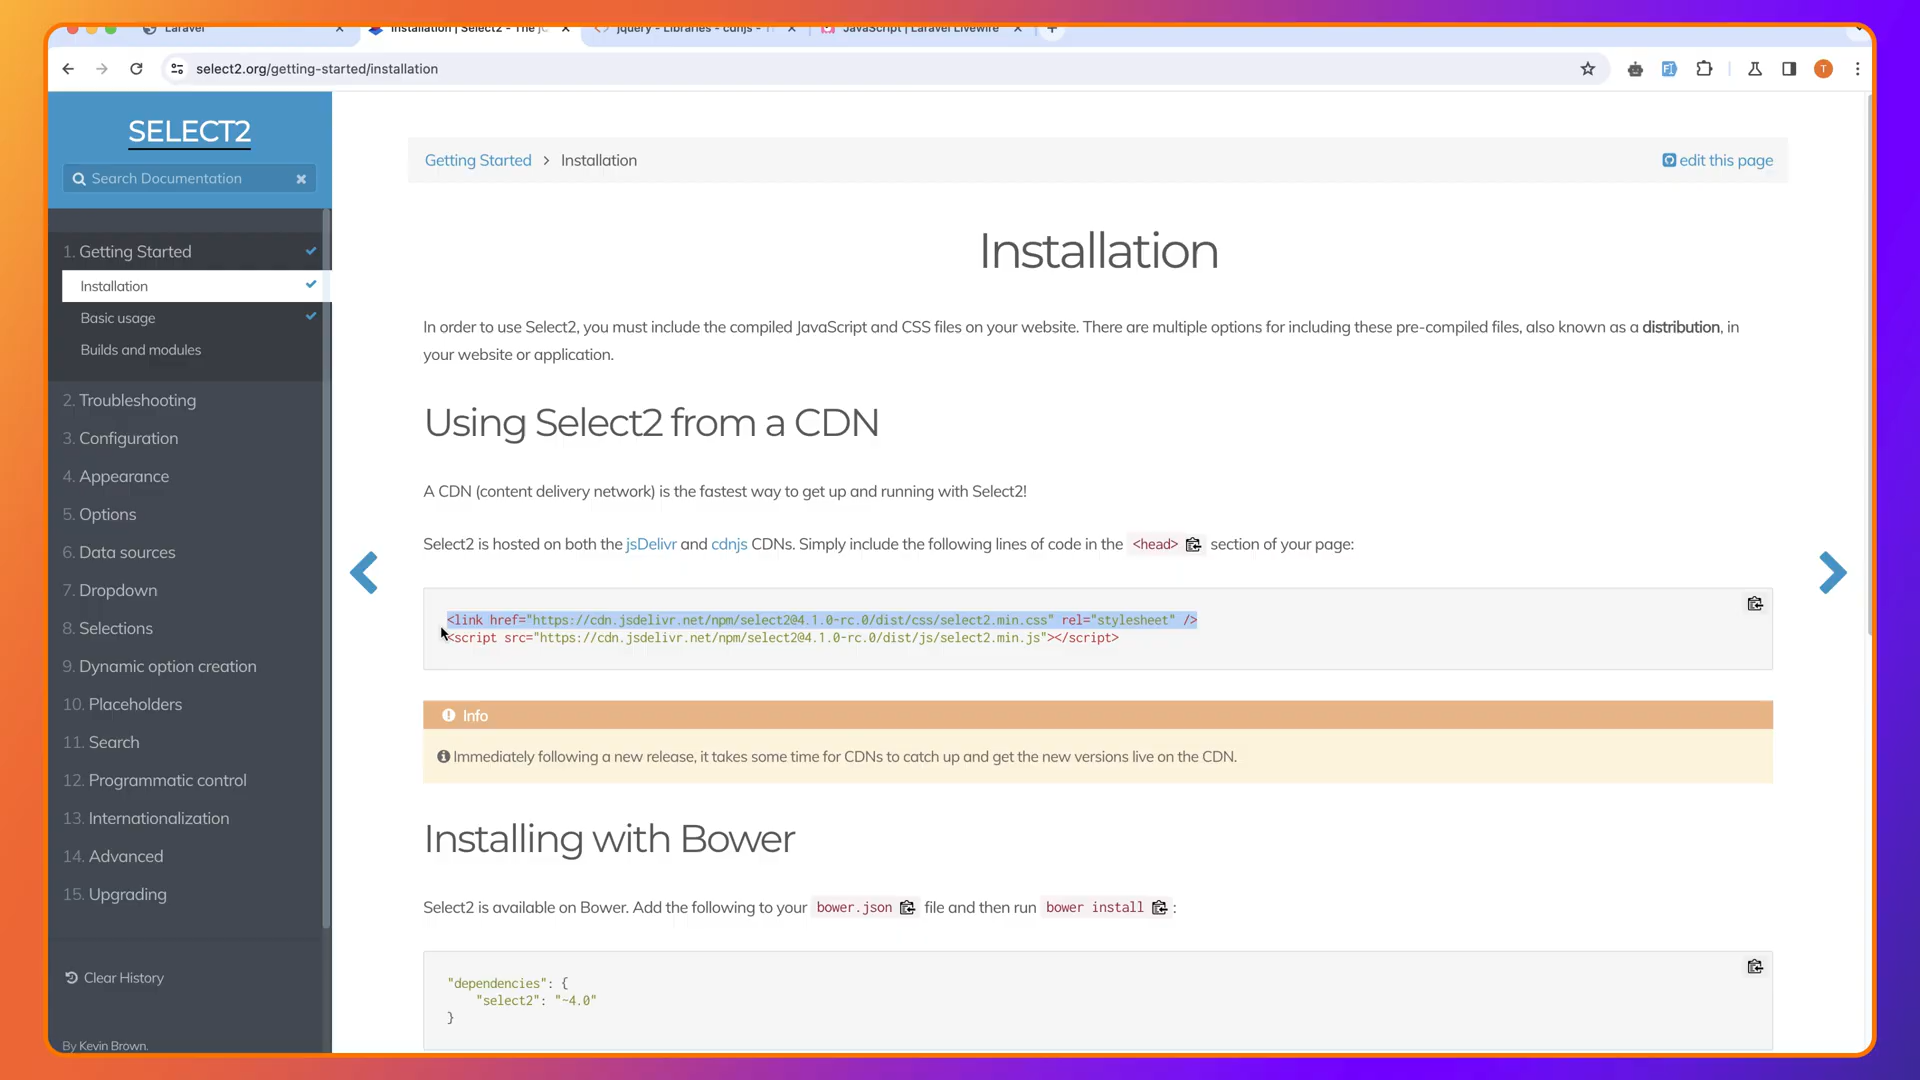 Laravel
Installation | Select2 - The jQ
jquery - Libraries - cdnjs - T
JavaScript | Laravel Livewire
select2.org/getting-started/installation
T
SELECT2
Search Documentation
1. Getting Started
Installation
Basic usage
Builds and modules
2. Troubleshooting
3. Configuration
4. Appearance
5. Options
6. Data sources
7. Dropdown
8. Selections
9. Dynamic option creation
10. Placeholders
11. Search
12. Programmatic control
13. Internationalization
14. Advanced
15. Upgrading
Clear History
By Kevin Brown.
Getting Started > Installation
edit this page
Installation
In order to use Select2, you must include the compiled JavaScript and CSS files on your website. There are multiple options for including these pre-compiled files, also known as a distribution, in
your website or application.
Using Select2 from a CDN
A CDN (content delivery network) is the fastest way to get up and running with Select2!
Select2 is hosted on both the jsDelivr and cdnjs CDNs. Simply include the following lines of code in the <head> section of your page:
<link href="https://cdn.jsdelivr.net/npm/select2@4.1.0-rc.0/dist/css/select2.min.css" rel="stylesheet" />
<script src="https://cdn.jsdelivr.net/npm/select2@4.1.0-rc.0/dist/js/select2.min.js"></script>
Info
Immediately following a new release, it takes some time for CDNs to catch up and get the new versions live on the CDN.
Installing with Bower
Select2 is available on Bower. Add the following to your bower.json file and then run bower install :
"dependencies": {
"select2": "~4.0"
}